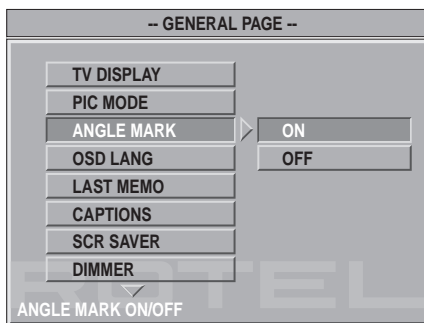 -- GENERAL PAGE --
TV DISPLAY
PIC MODE
ANGLE MARK ON
OSD LANG OFF
LAST MEMO
CAPTIONS
SCR SAVER
DIMMER
ROTEL
ANGLE MARK ON/OFF